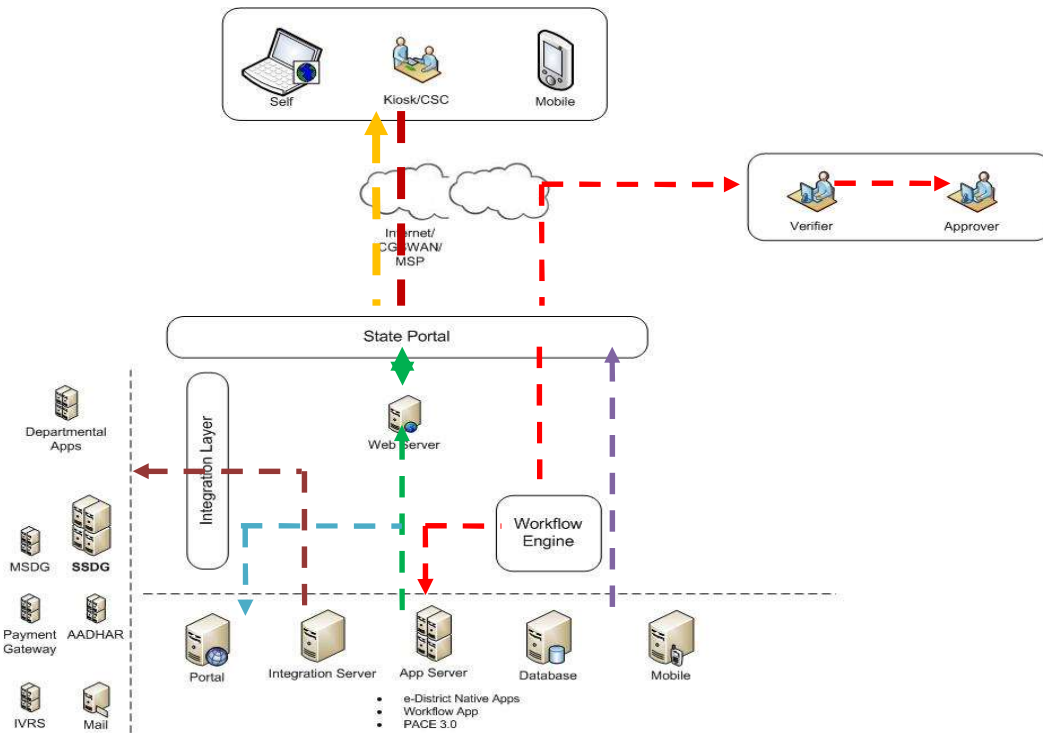 Self
Kiosk/CSC
Mobile
Internet/
CGSWAN/
MSP
Verifier
Approver
State Portal
Departmental
Apps
Integration Layer
Web Server
Workflow
Engine
MSDG
SSDG
Payment
Gateway
AADHAR
IVRS
Mail
Portal
Integration Server
App Server
Database
Mobile
• e-District Native Apps
• Workflow App
• PACE 3.0